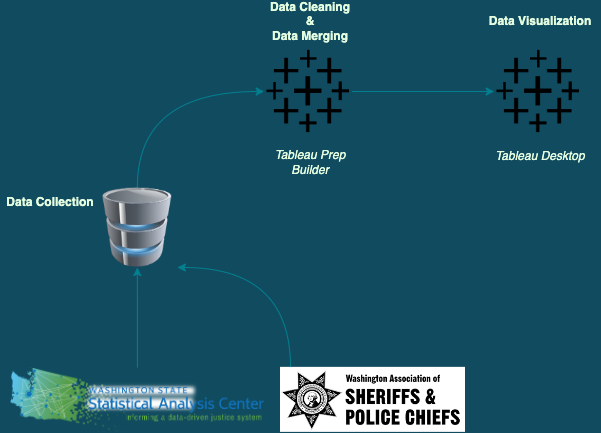 Data Cleaning
&
Data Merging
Data Visualization
Tableau Prep
Builder
Tableau Desktop
Data Collection
WASHINGTON STATE
Statistical Analysis Center
informing a data-driven justice system
Washington Association of
SHERIFFS &
POLICE CHIEFS